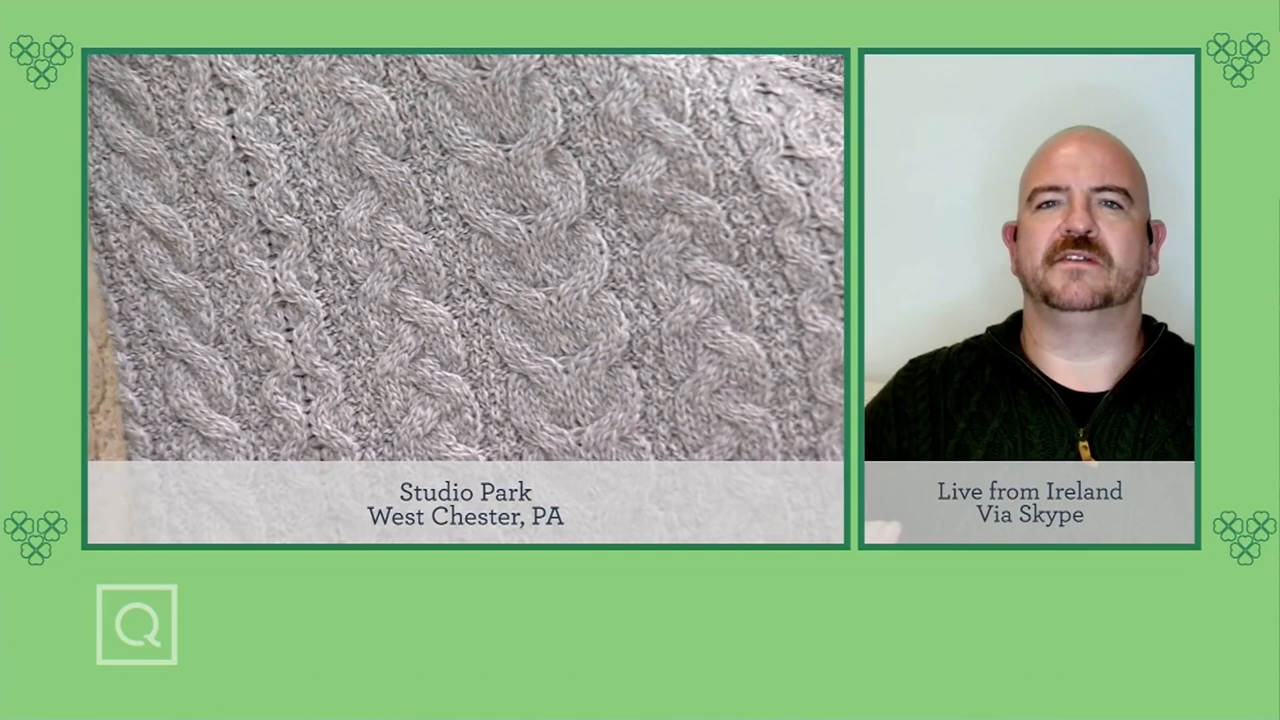 Studio Park
West Chester, PA
Live from Ireland
Via Skype
Q